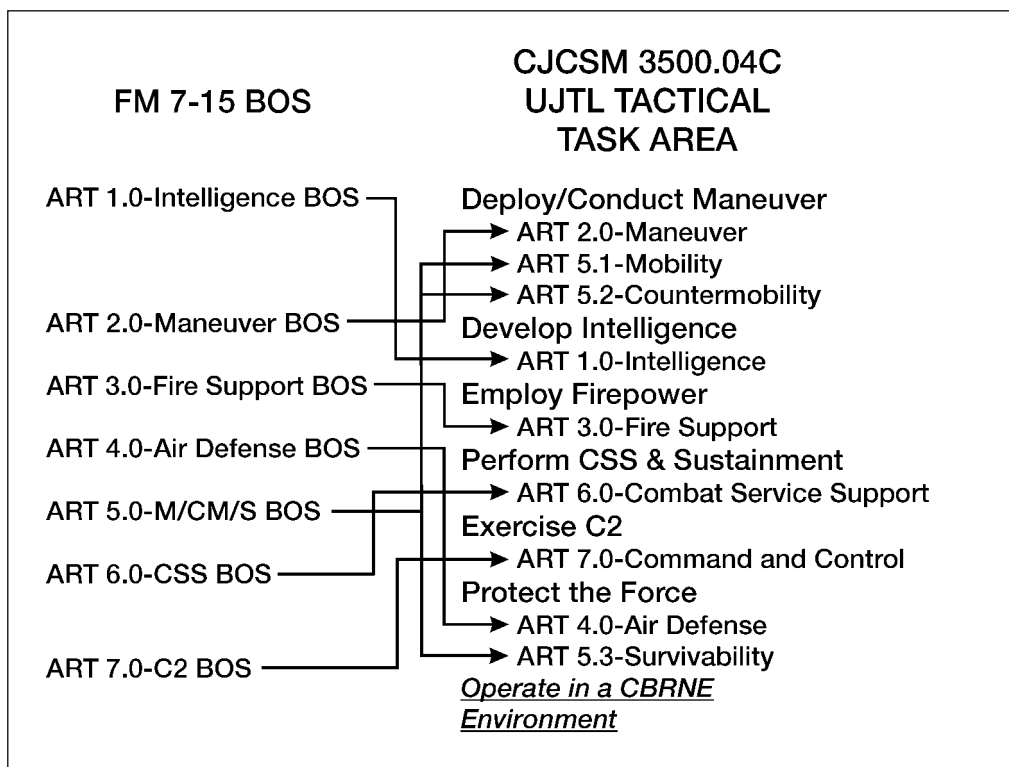 FM 7-15 BOS
ART 1.0-Intelligence BOS
ART 2.0-Maneuver BOS
ART 3.0-Fire Support BOS
ART 4.0-Air Defense BOS
ART 5.0-M/CM/S BOS
ART 6.0-CSS BOS
ART 7.0-C2 BOS
CJCSM 3500.04C
UJTL TACTICAL
TASK AREA
Deploy/Conduct Maneuver
ART 2.0-Maneuver
ART 5.1-Mobility
ART 5.2-Countermobility
Develop Intelligence
ART 1.0-Intelligence
Employ Firepower
ART 3.0-Fire Support
Perform CSS & Sustainment
ART 6.0-Combat Service Support
Exercise C2
ART 7.0-Command and Control
Protect the Force
ART 4.0-Air Defense
ART 5.3-Survivability
Operate in a CBRNE
Environment